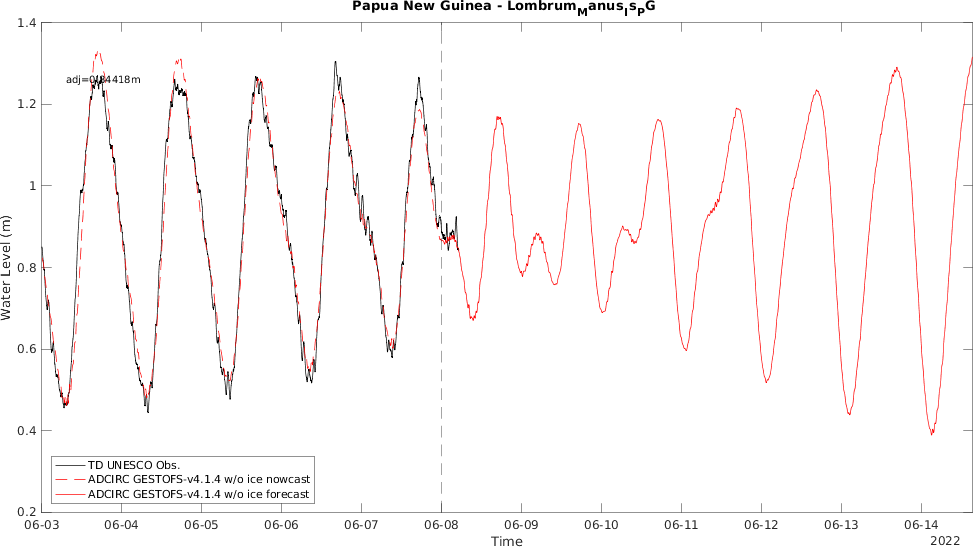 Papua New Guinea - LombrumManusIsPG
1.4
1.2
1
0.8
0.6
0.4
0.2
Water Level (m)
adj=0.84418m
TD UNESCO Obs.
ADCIRC GESTOFS-v4.1.4 w/o ice nowcast
ADCIRC GESTOFS-v4.1.4 w/o ice forecast
06-03 06-04 06-05 06-06 06-07 06-08 06-09 06-10 06-11 06-12 06-13 06-14
Time
2022